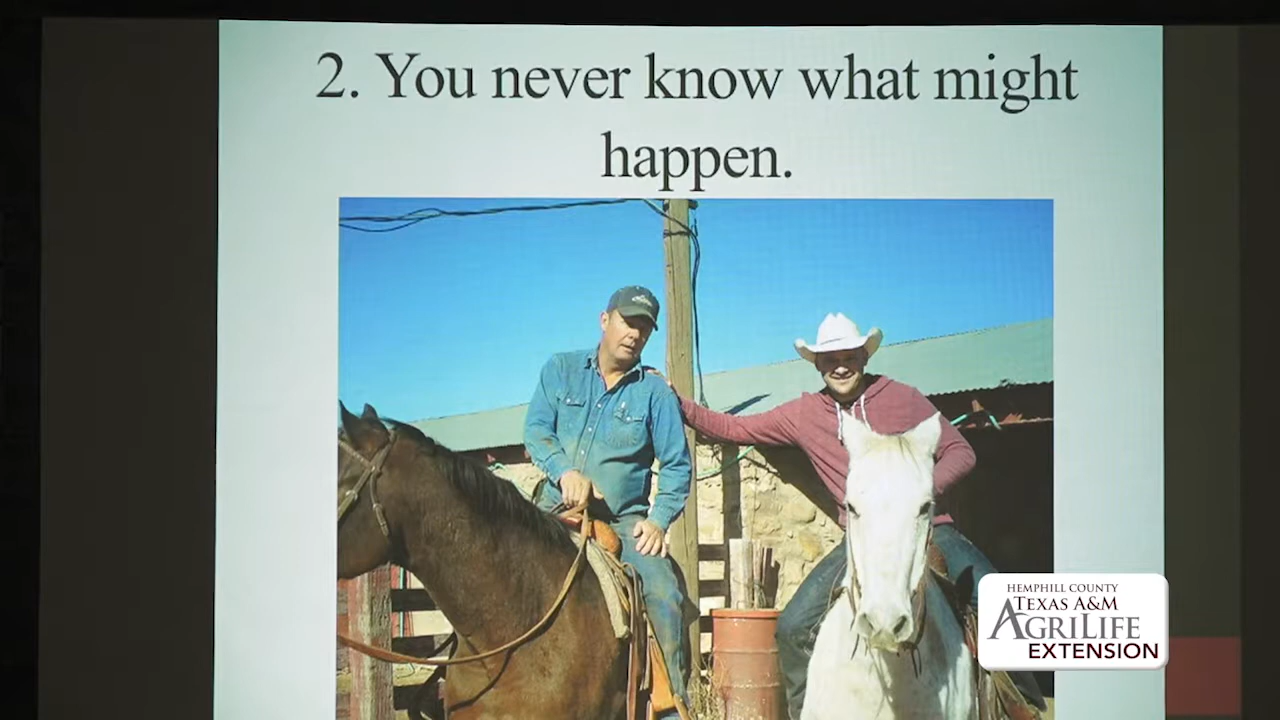 2. You never know what might
happen.
HEMPHILL COUNTY
TEXAS A&M
AGRILIFE
EXTENSION